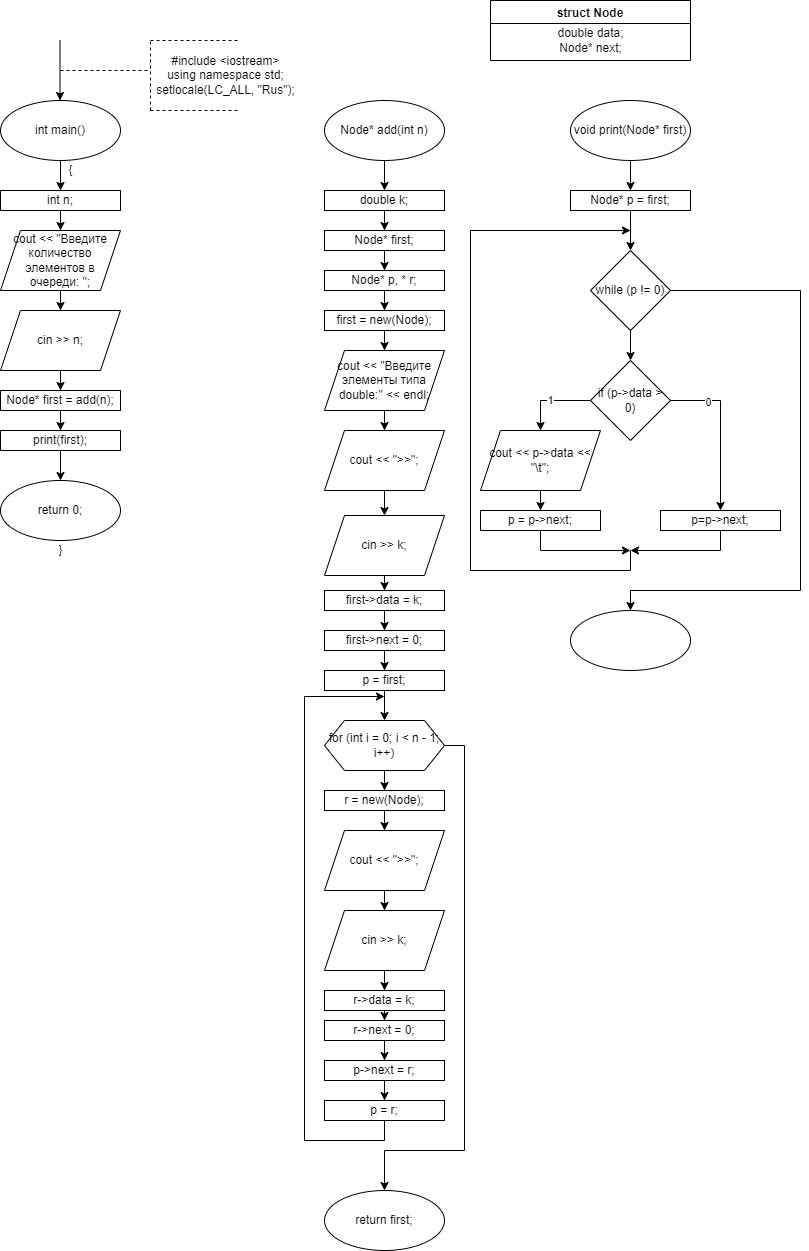 struct Node
double data;
Node* next;
#include <iostream>
using namespace std;
setlocale(LC_ALL, "Rus");
int main()
{
int n;
cout << "Введите
количество
элементов в
очереди: ";
cin >> n;
Node* first = add(n);
print(first);
return 0;
}
Node* add(int n)
double k;
Node* first;
Node* p, * r;
first = new(Node);
cout << "Введите
элементы типа
double:" << endl;
cout << ">>";
cin >> k;
first->data = k;
first->next = 0;
p = first;
for (int i = 0; i < n - 1;
i++)
r = new(Node);
cout << ">>";
cin >> k;
r->data = k;
r->next = 0;
p->next = r;
p = r;
return first;
void print(Node* first)
Node* p = first;
while (p != 0)
if (p->data >
0)
1
0
cout << p->data <<
"\t";
p = p->next;
p=p->next;